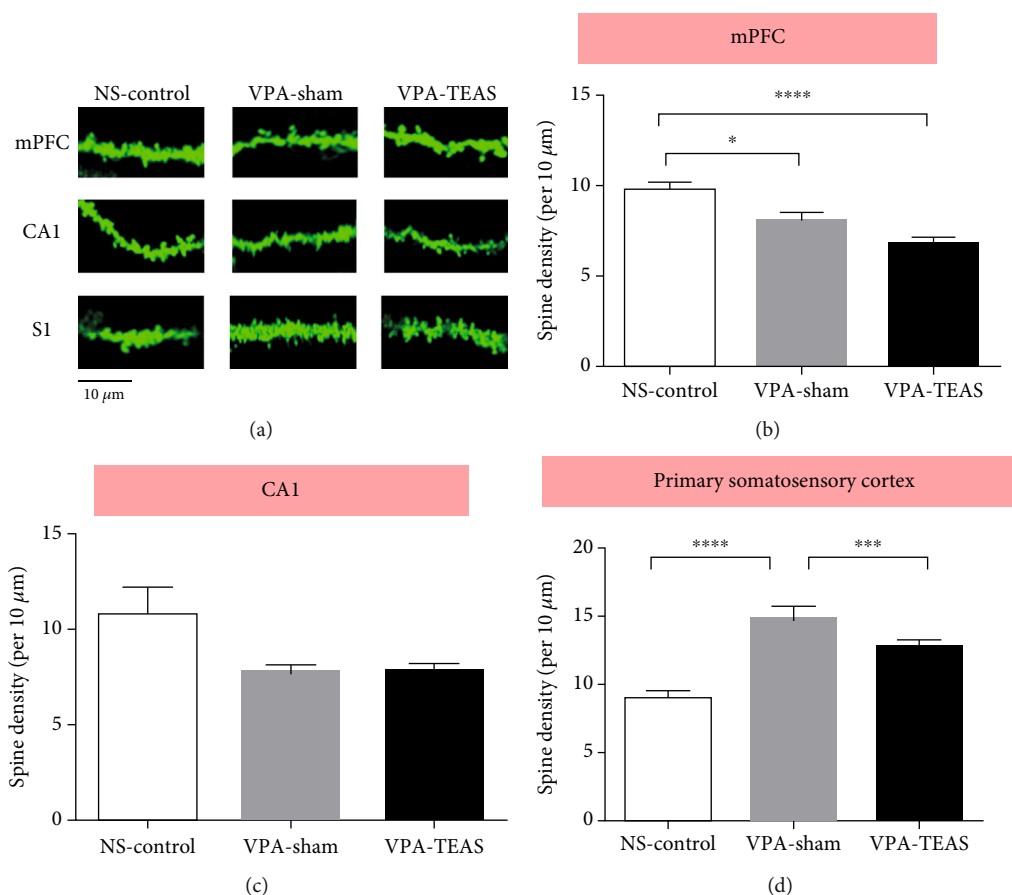 NS-control VPA-sham VPA-TEAS
mPFC
CA1
S1
10 μm
(a)
mPFC
Spine density (per 10 μm)
15
10
5
0
****
*
NS-control VPA-sham VPA-TEAS
(b)
CA1
Spine density (per 10 μm)
15
10
5
0
NS-control VPA-sham VPA-TEAS
(c)
Primary somatosensory cortex
Spine density (per 10 μm)
20
15
10
5
0
**** ***
NS-control VPA-sham VPA-TEAS
(d)